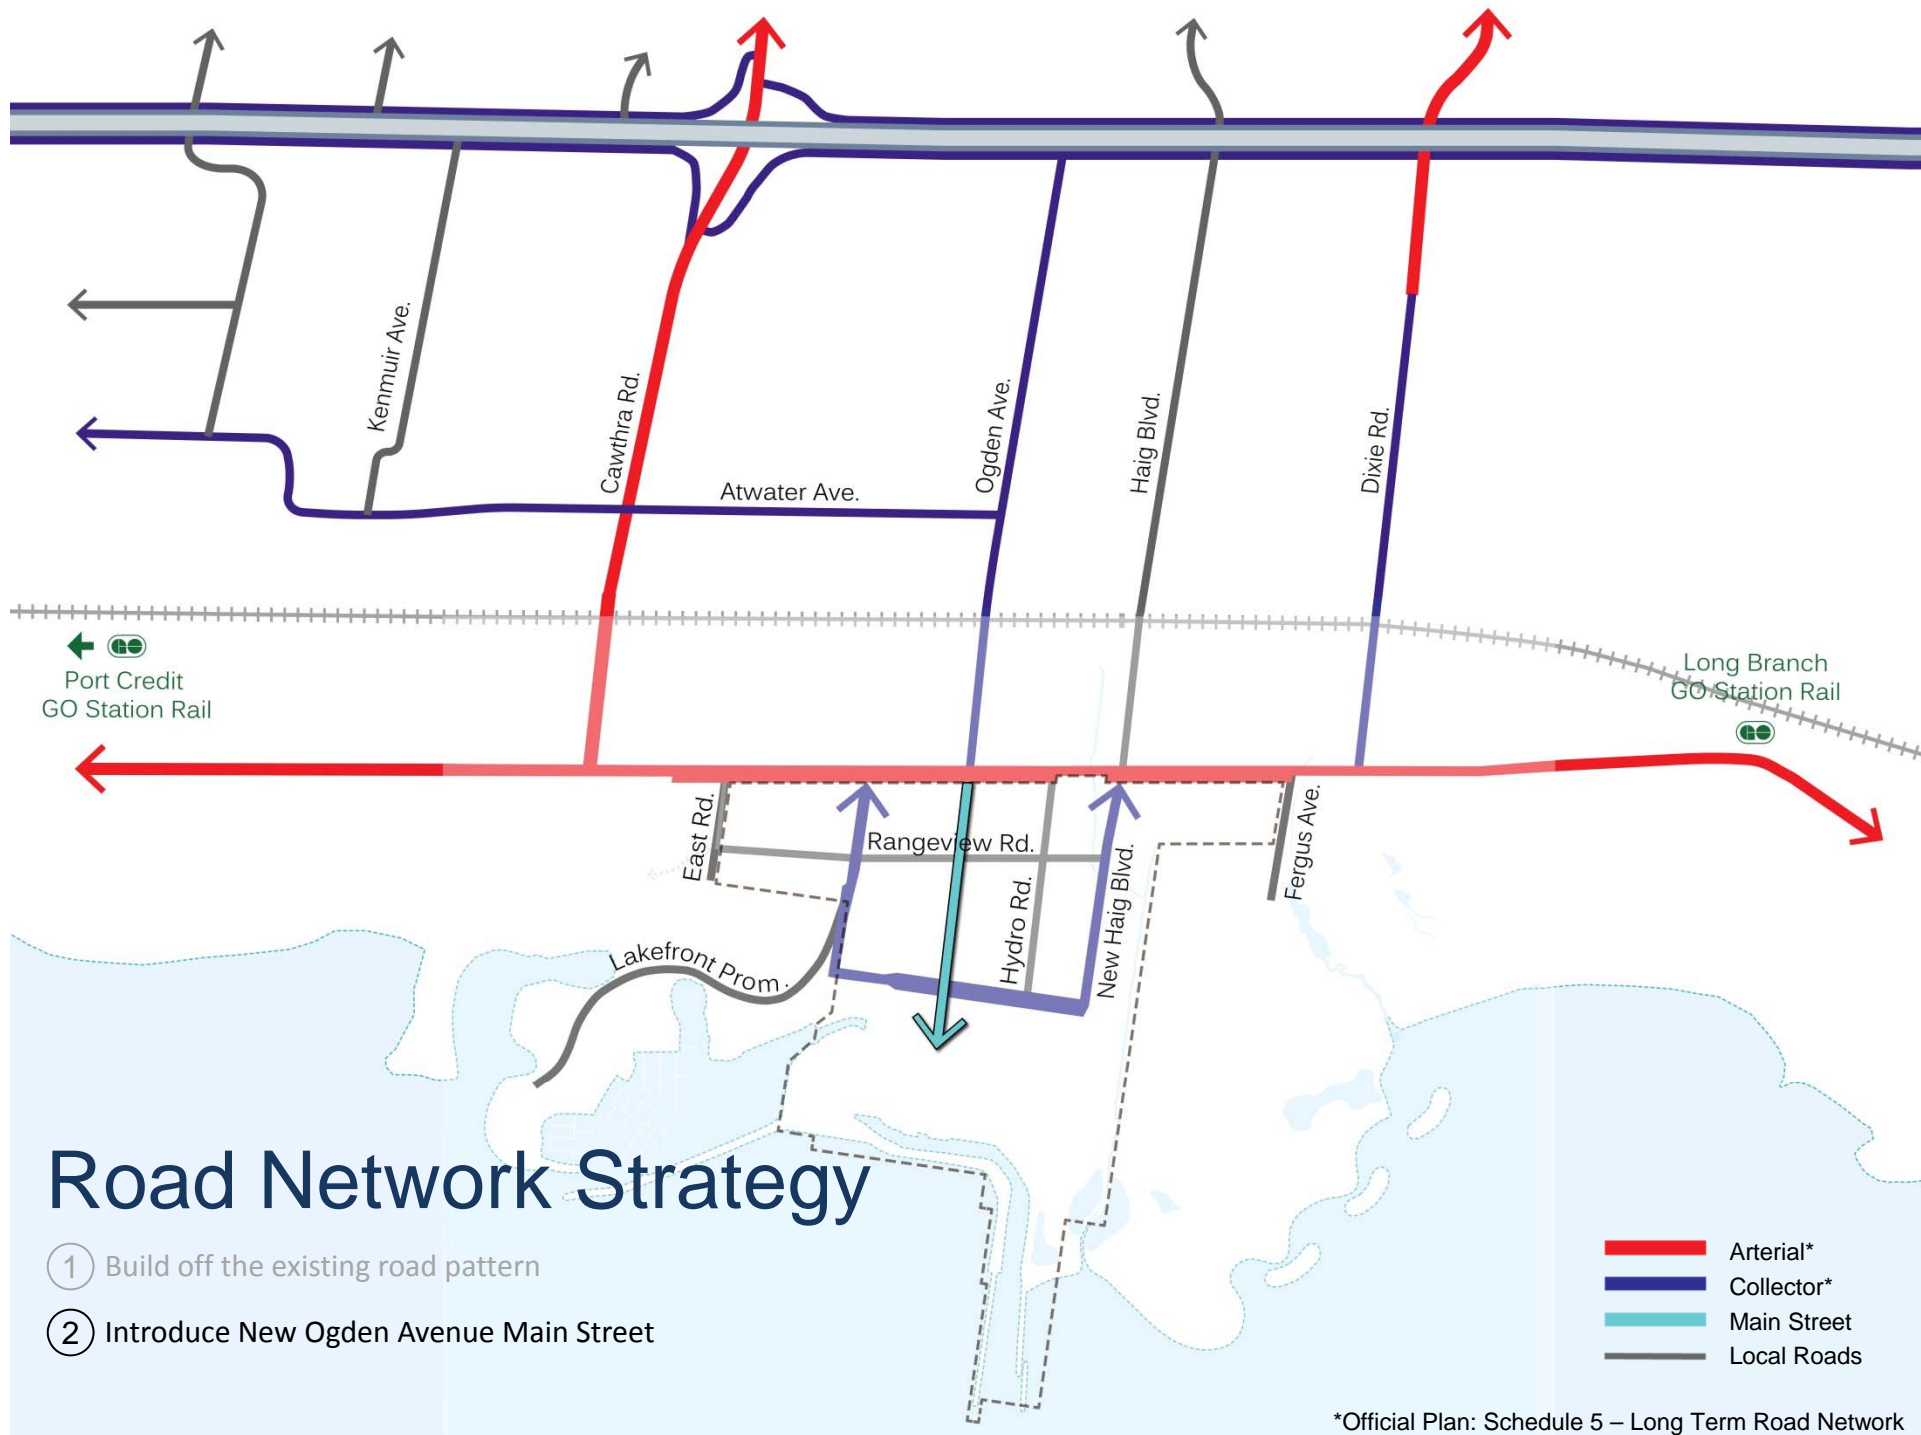 Kenmuir Ave.
Cawthra Rd.
Atwater Ave.
Ogden Ave.
Haig Blvd.
Dixie Rd.
GO
Port Credit
GO Station Rail
Long Branch
GO Station Rail
GO
East Rd.
Rangeview Rd.
Hydro Rd.
New Haig Blvd.
Fergus Ave.
Lakefront Prom.
Road Network Strategy
1 Build off the existing road pattern
2 Introduce New Ogden Avenue Main Street
Arterial*
Collector*
Main Street
Local Roads
*Official Plan: Schedule 5 – Long Term Road Network